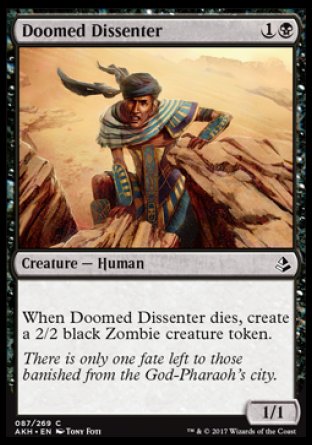 Doomed Dissenter 1
Creature — Human
When Doomed Dissenter dies, create
a 2/2 black Zombie creature token.
There is only one fate left to those
banished from the God-Pharaoh's city.
1/1
087/269 C
AKH • EN Tony Foti
™ & © 2017 Wizards of the Coast